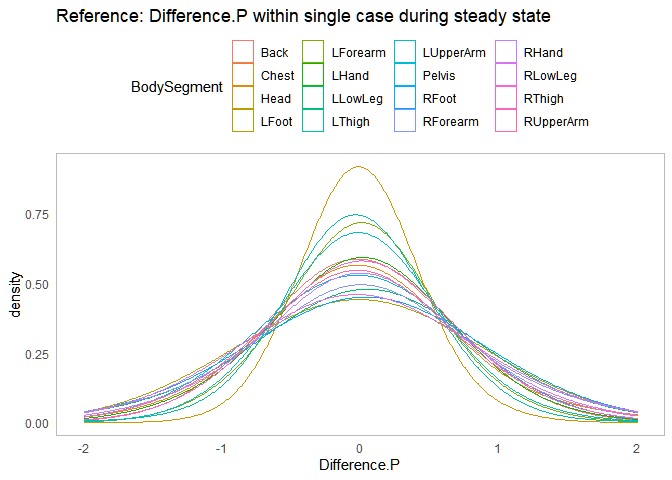 Reference: Difference.P within single case during steady state
BodySegment
Back LForearm LUpperArm RHand
Chest LHand Pelvis RLowLeg
Head LLowLeg RFoot RThigh
LFoot LThigh RForearm RUpperArm
density
0.75
0.50
0.25
0.00
-2 -1 0 1 2
Difference.P